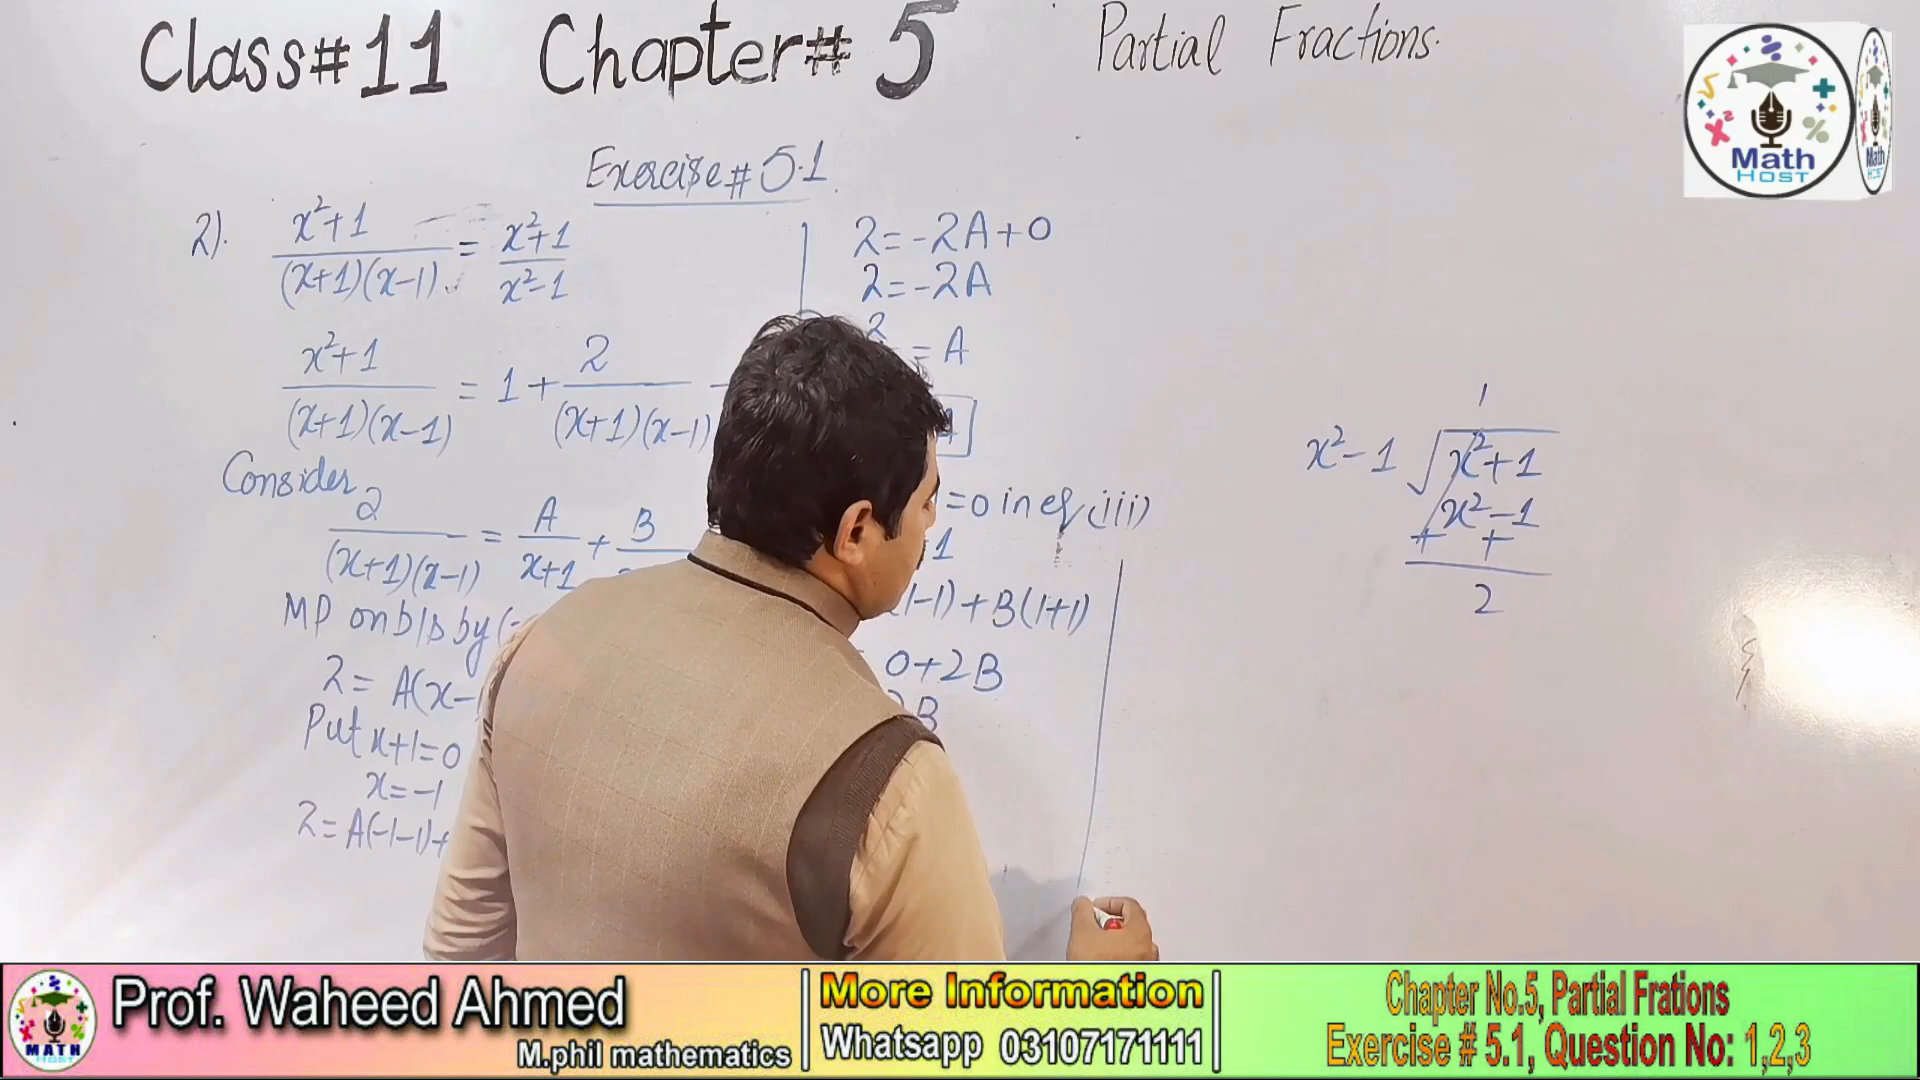 Class#11 Chapter#5 Partial Fractions.
Math
HOST
Exercise#5.1
2). x²+1/(x+1)(x-1) = x²+1/x²-1
x²+1/(x+1)(x-1) = 1+2/(x+1)(x-1)
Consider
2/(x+1)(x-1) = A/x+1 + B
MP on b/s by (
2= A(x-
Put x+1=0
x=-1
2=A(-1-1)+
2=-2A+0
2=-2A
2 = A
=0 in eq (iii)
1
-1)+B(1+1)
0+2B
B
1
x²-1 √x²+1
x²-1
+ +
2
MATH
HOST
Prof. Waheed Ahmed
M.phil mathematics
More Information
Whatsapp 03107171111
Chapter No.5, Partial Frations
Exercise # 5.1, Question No: 1,2,3